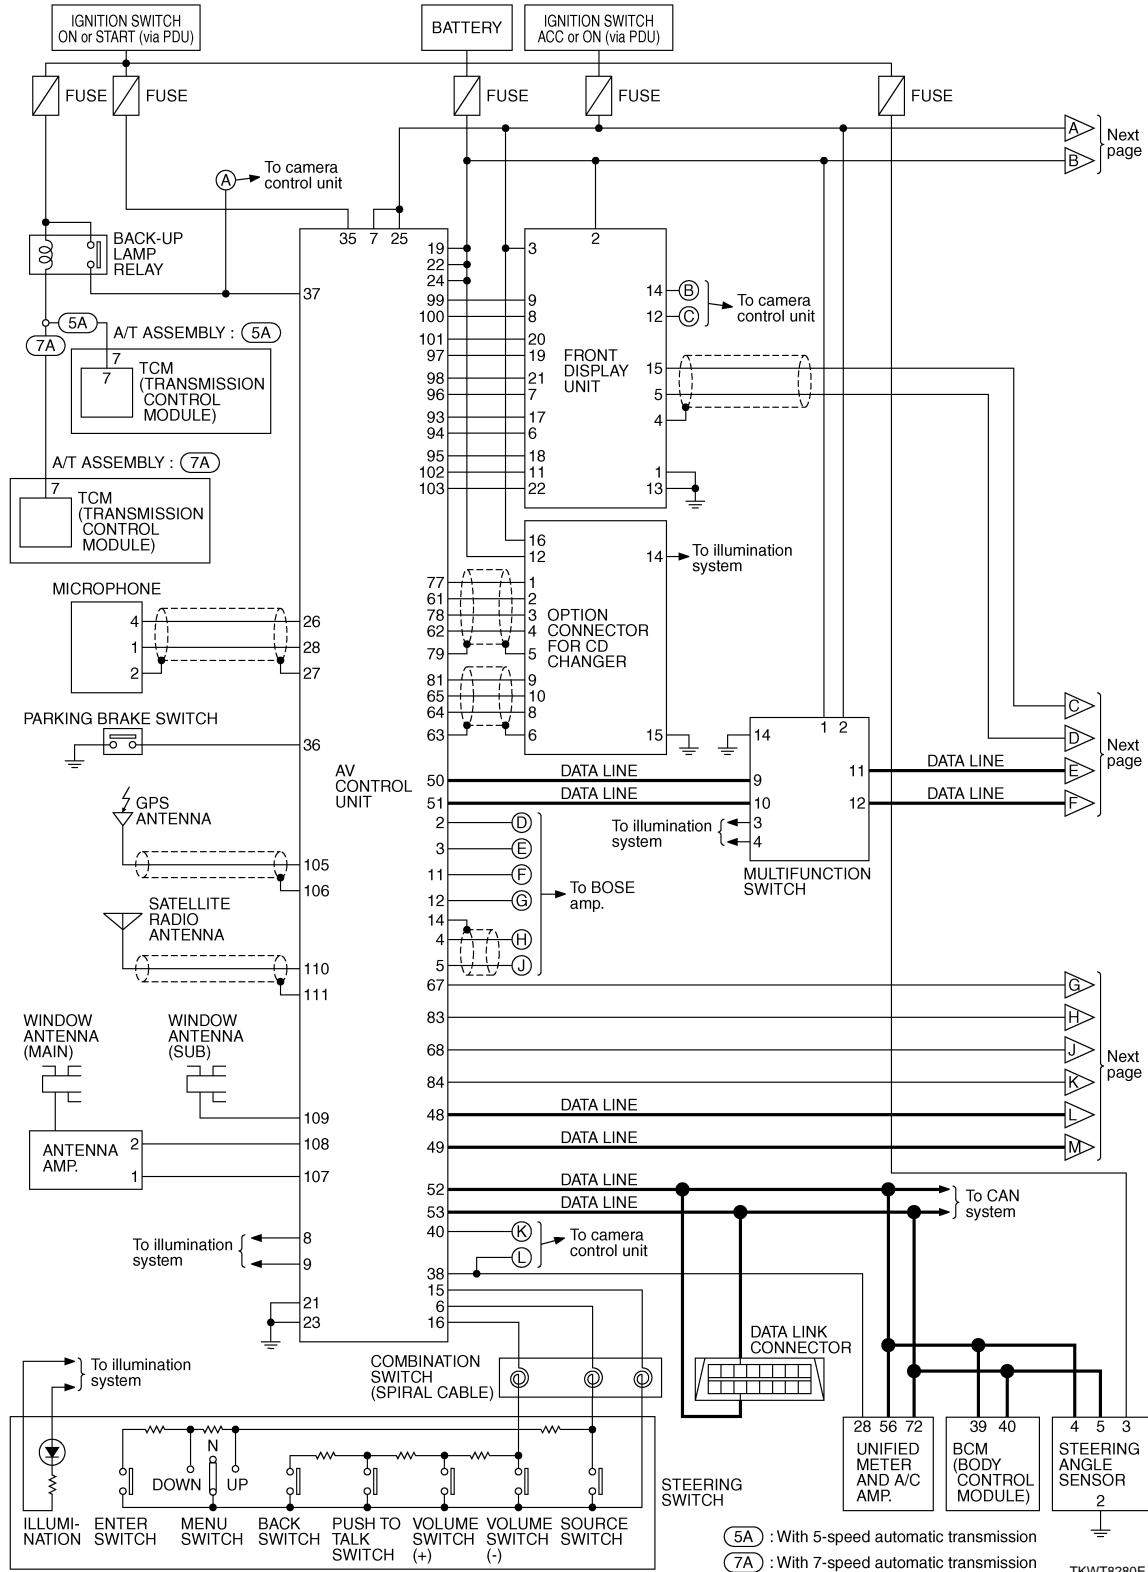 IGNITION SWITCH
ON or START (via PDU)
BATTERY
IGNITION SWITCH
ACC or ON (via PDU)
FUSE
FUSE
FUSE
FUSE
FUSE
A
B
Next
page
A
To camera
control unit
BACK-UP
LAMP
RELAY
35 7 25
37
5A
7A
A/T ASSEMBLY : 5A
7
7
TCM
(TRANSMISSION
CONTROL
MODULE)
A/T ASSEMBLY : 7A
7
TCM
(TRANSMISSION
CONTROL
MODULE)
19
22
24
99
100
101
97
98
96
93
94
95
102
103
2
3
9
8
20
19
21
7
17
6
18
11
22
FRONT
DISPLAY
UNIT
14 B
12 C
To camera
control unit
15
5
4
1
13
16
12
14
To illumination
system
77
61
78
62
79
81
65
64
63
1
2
3
4
5
9
10
8
6
OPTION
CONNECTOR
FOR CD
CHANGER
15
MICROPHONE
4
1
2
26
28
27
PARKING BRAKE SWITCH
36
AV
CONTROL
UNIT
GPS
ANTENNA
105
106
SATELLITE
RADIO
ANTENNA
110
111
50 DATA LINE 9
51 DATA LINE 10
14
1 2
11 DATA LINE
12 DATA LINE
3
4
To illumination
system
MULTIFUNCTION
SWITCH
C
D
E
F
Next
page
2 D
3 E
11 F
12 G
14
4 H
5 J
To BOSE
amp.
67 G
83 H
68 J
84 K
48 DATA LINE L
49 DATA LINE M
Next
page
WINDOW
ANTENNA
(MAIN)
WINDOW
ANTENNA
(SUB)
109
ANTENNA
AMP.
2 108
1 107
52 DATA LINE
53 DATA LINE
To CAN
system
40 K
L
To camera
control unit
38
15
6
16
To illumination
system
8
9
21
23
To illumination
system
COMBINATION
SWITCH
(SPIRAL CABLE)
DATA LINK
CONNECTOR
28 56 72
UNIFIED
METER
AND A/C
AMP.
39 40
BCM
(BODY
CONTROL
MODULE)
4 5 3
STEERING
ANGLE
SENSOR
2
N
DOWN UP
STEERING
SWITCH
ILLUMI-
NATION
ENTER
SWITCH
MENU
SWITCH
BACK
SWITCH
PUSH TO
TALK
SWITCH
VOLUME
SWITCH
(+)
VOLUME
SWITCH
(-)
SOURCE
SWITCH
5A : With 5-speed automatic transmission
7A : With 7-speed automatic transmission